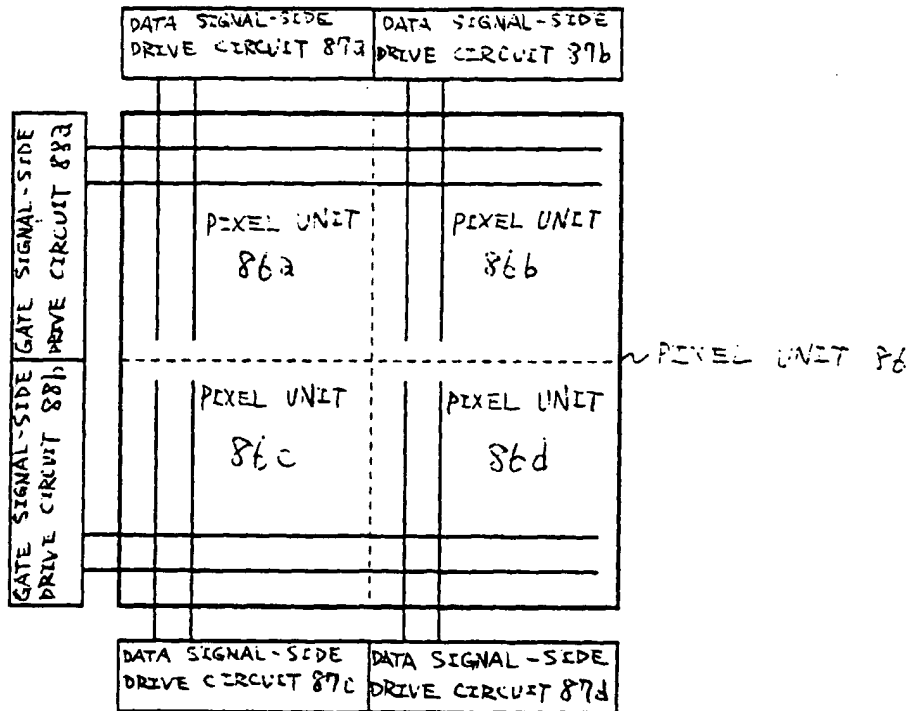 DATA SIGNAL-SIDE
DRIVE CIRCUIT 87a
DATA SIGNAL-SIDE
DRIVE CIRCUIT 87b
GATE SIGNAL-SIDE
DRIVE CIRCUIT 88a
PIXEL UNIT
86a
PIXEL UNIT
86b
PIXEL UNIT 86
GATE SIGNAL-SIDE
DRIVE CIRCUIT 88b
PIXEL UNIT
86c
PIXEL UNIT
86d
DATA SIGNAL-SIDE
DRIVE CIRCUIT 87c
DATA SIGNAL-SIDE
DRIVE CIRCUIT 87d